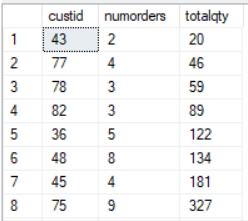 custid numorders totalqty
1 43 2 20
2 77 4 46
3 78 3 59
4 82 3 89
5 36 5 122
6 48 8 134
7 45 4 181
8 75 9 327